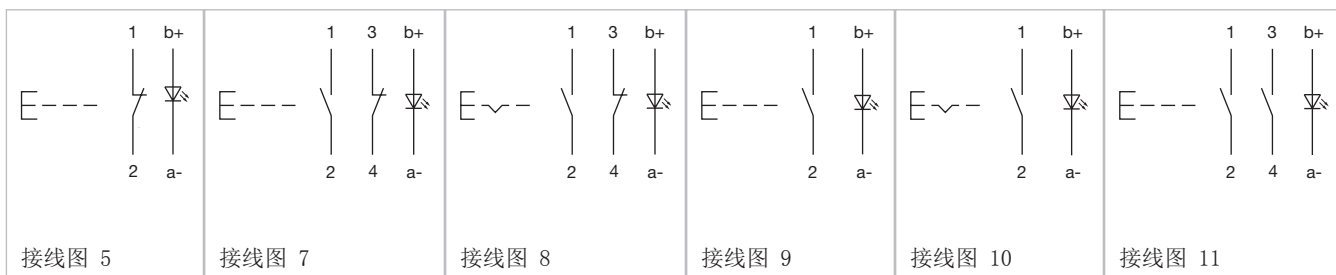 1 b+
2 a-
接线图 5
1 3 b+
2 4 a-
接线图 7
1 3 b+
2 4 a-
接线图 8
1 b+
2 a-
接线图 9
1 b+
2 a-
接线图 10
1 3 b+
2 4 a-
接线图 11